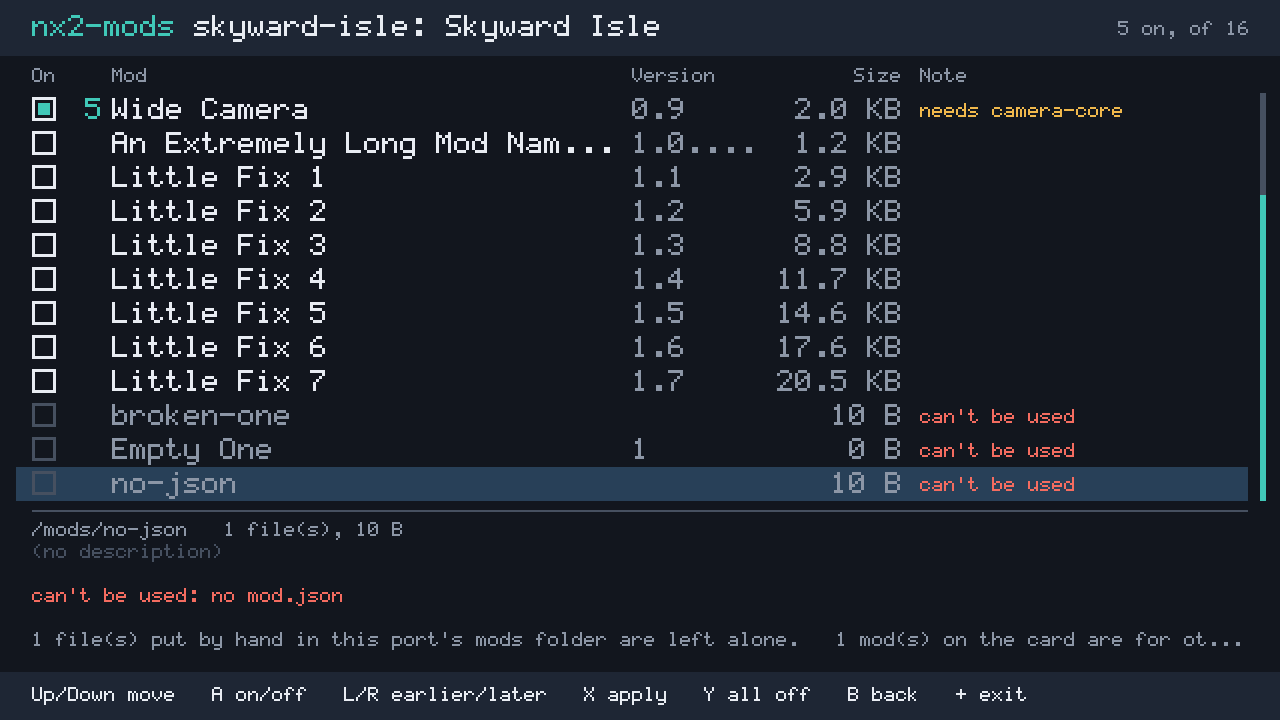 nx2-mods skyward-isle: Skyward Isle 5 on, of 16
On Mod Version Size Note
5 Wide Camera 0.9 2.0 KB needs camera-core
An Extremely Long Mod Nam... 1.0.... 1.2 KB
Little Fix 1 1.1 2.9 KB
Little Fix 2 1.2 5.9 KB
Little Fix 3 1.3 8.8 KB
Little Fix 4 1.4 11.7 KB
Little Fix 5 1.5 14.6 KB
Little Fix 6 1.6 17.6 KB
Little Fix 7 1.7 20.5 KB
broken-one 10 B can't be used
Empty One 1 0 B can't be used
no-json 10 B can't be used
/mods/no-json 1 file(s), 10 B
(no description)
can't be used: no mod.json
1 file(s) put by hand in this port's mods folder are left alone. 1 mod(s) on the card are for ot...
Up/Down move A on/off L/R earlier/later X apply Y all off B back + exit